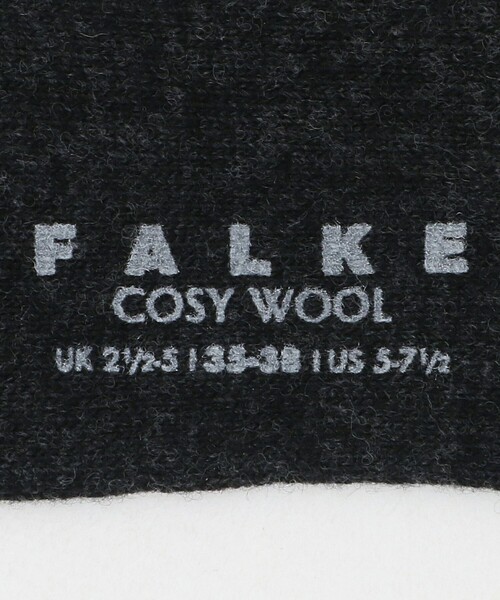 FALKE
COSY WOOL
UK 2½-5 | 35-38 | US 5-7½